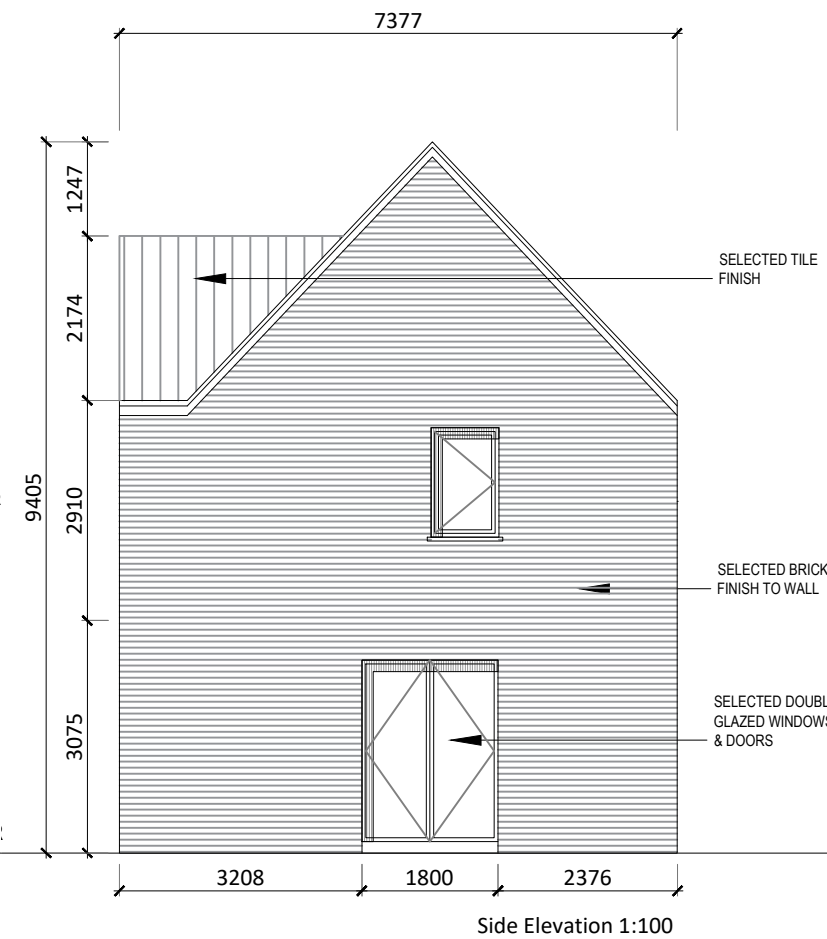 7377
1247
2174
2910
3075
9405
SELECTED TILE
FINISH
SELECTED BRICK
FINISH TO WALL
SELECTED DOUBL
GLAZED WINDOWS
& DOORS
3208
1800
2376
Side Elevation 1:100